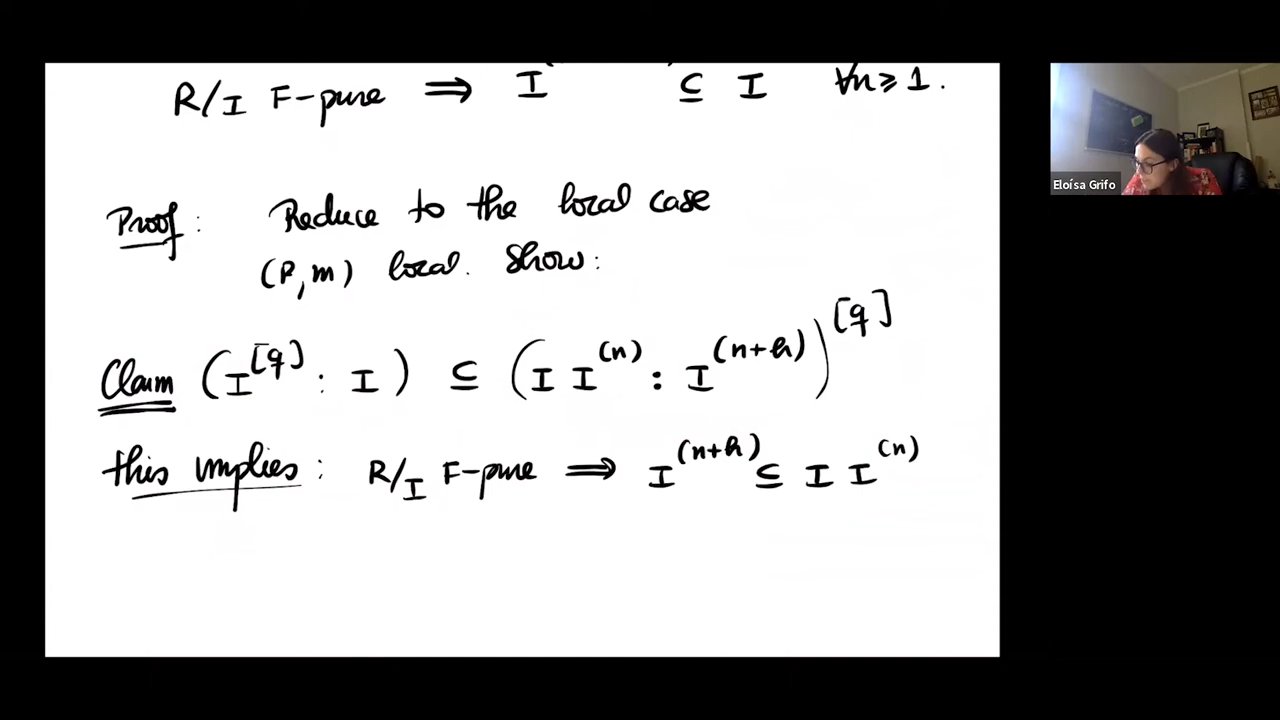 R/I F-pure ⟹ I ⊆ I ∀n ≥ 1.
Proof: Reduce to the local case
(R, m) local. Show:
Claim (I^[q] : I) ⊆ (I I^(n) : I^(n+h))^[q]
this implies: R/I F-pure ⟹ I^(n+h) ⊆ I I^(n)
Eloísa Grifo